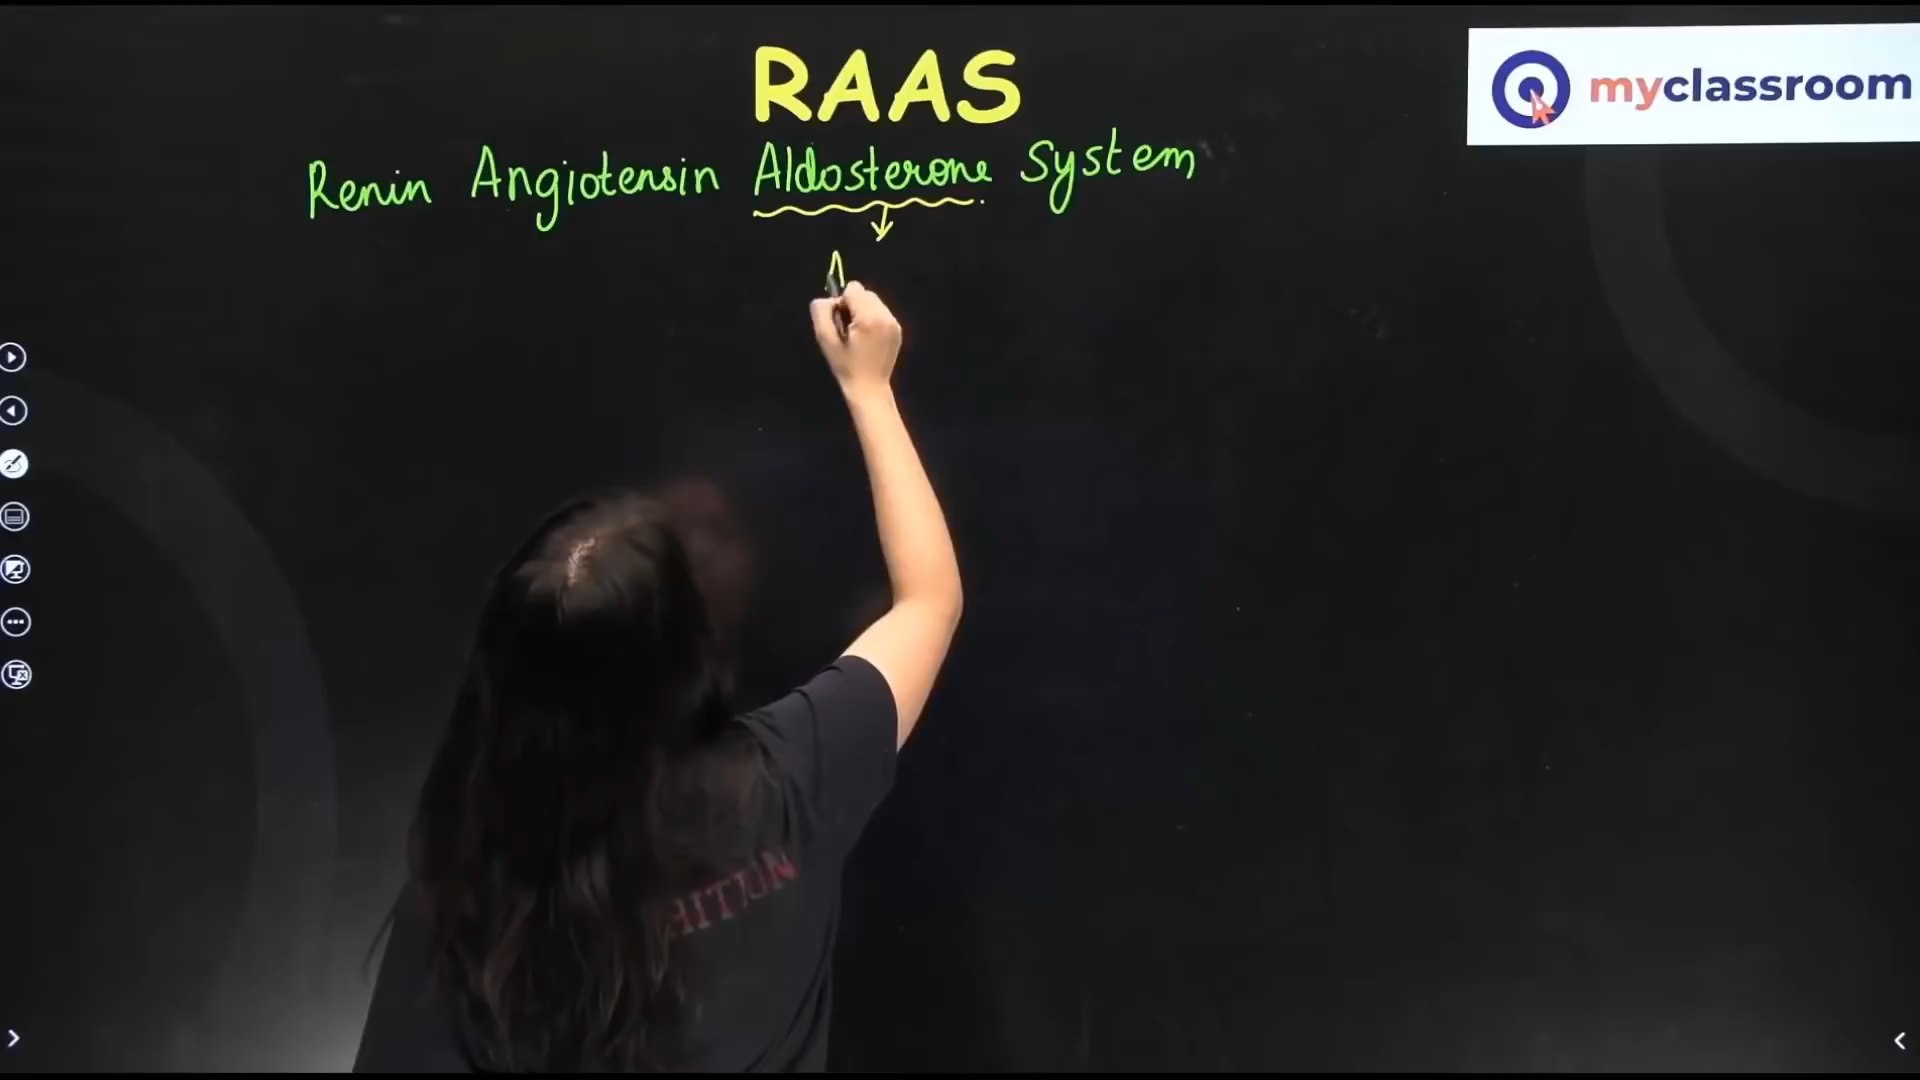 RAAS
myclassroom
Renin Angiotensin Aldosterone System
A